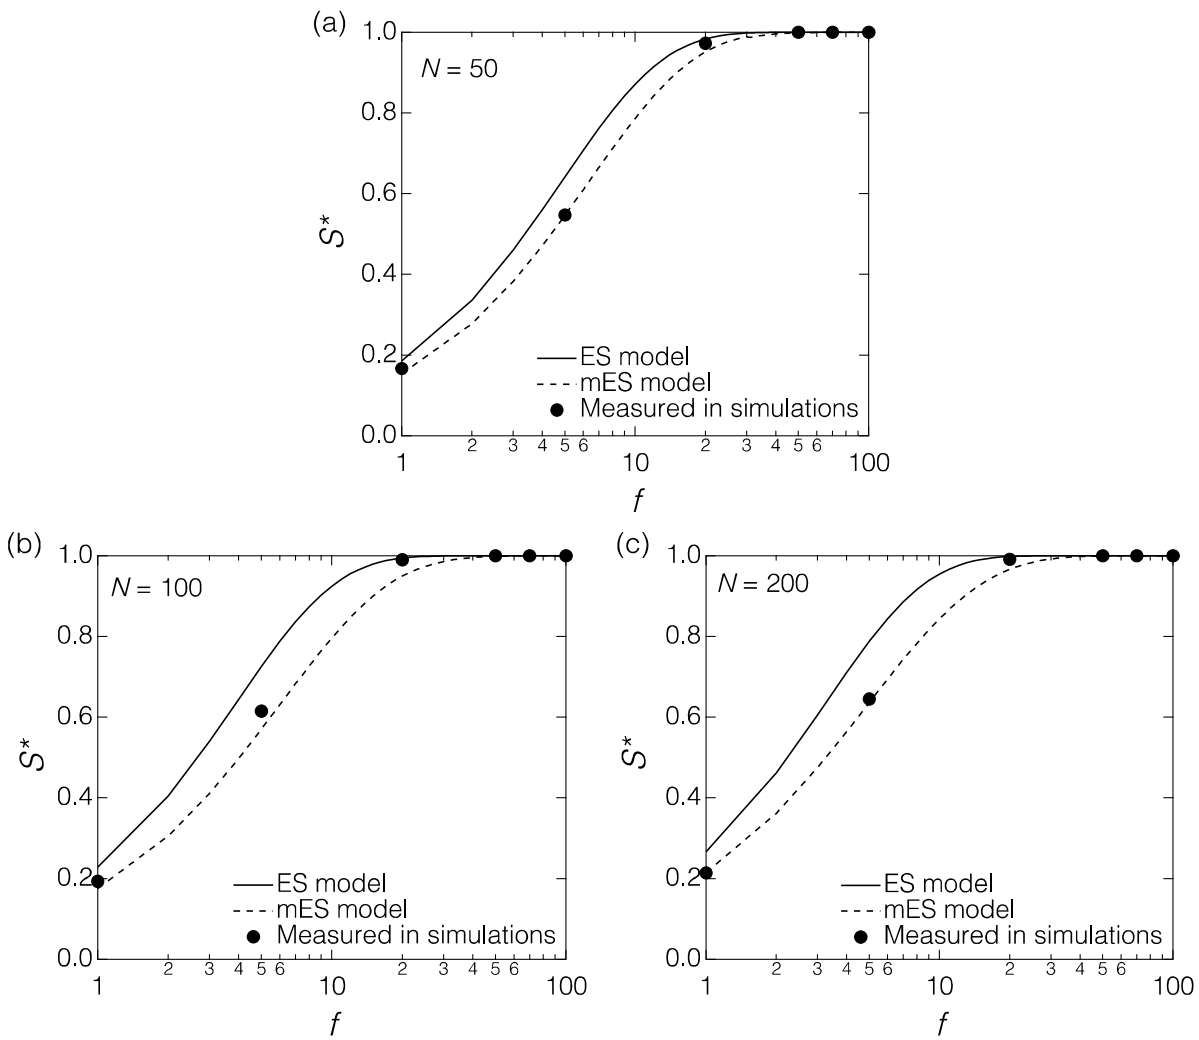 (a)
1.0
N = 50
0.8
0.6
S*
0.4
0.2
ES model
mES model
Measured in simulations
0.0
2 3 4 5 6 2 3 4 5 6
1 10 100
f
(b)
1.0
N = 100
0.8
0.6
S*
0.4
0.2
ES model
mES model
Measured in simulations
0.0
2 3 4 5 6 2 3 4 5 6
1 10 100
f
(c)
1.0
N = 200
0.8
0.6
S*
0.4
0.2
ES model
mES model
Measured in simulations
0.0
2 3 4 5 6 2 3 4 5 6
1 10 100
f